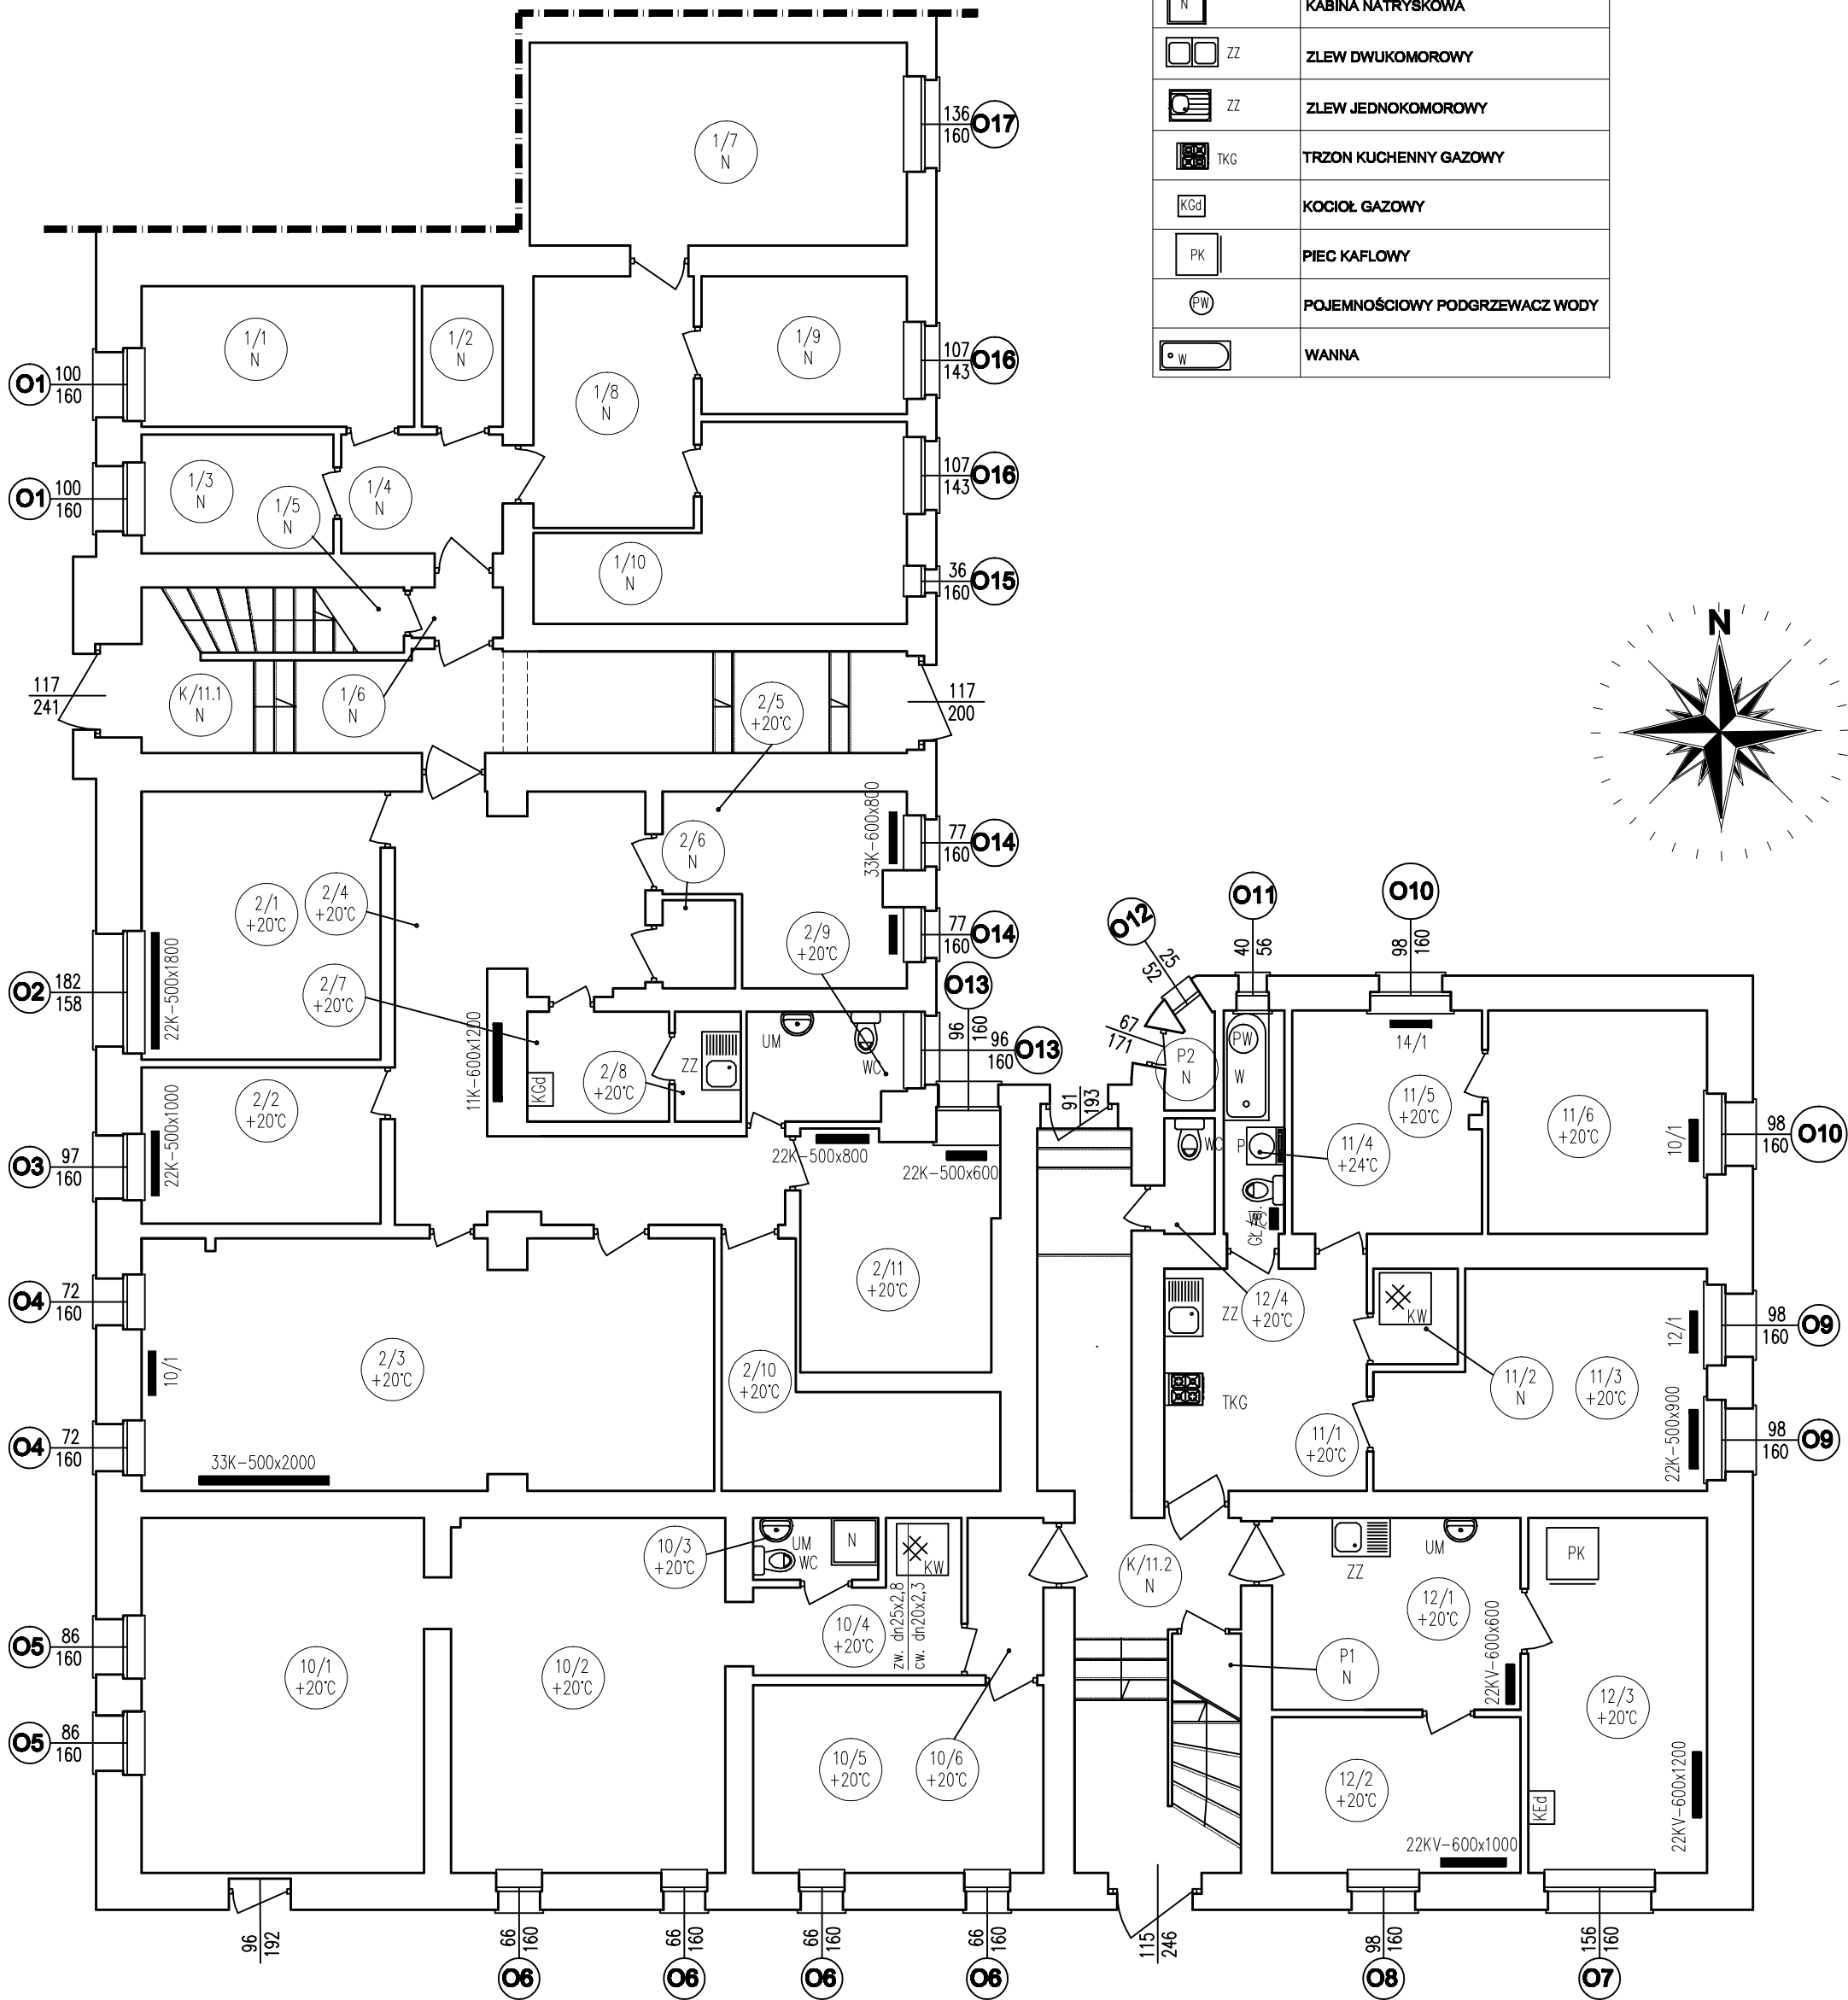 N
KABINA NATRYSKOWA
ZZ
ZLEW DWUKOMOROWY
ZZ
ZLEW JEDNOKOMOROWY
TKG
TRZON KUCHENNY GAZOWY
KGd
KOCIOŁ GAZOWY
PK
PIEC KAFLOWY
PW
POJEMNOŚCIOWY PODGRZEWACZ WODY
W
WANNA
N
1/7
N
136
160
O17
1/1
N
1/2
N
1/9
N
107
143
O16
O1
100
160
1/8
N
1/3
N
1/4
N
1/5
N
107
143
O16
O1
100
160
1/10
N
36
160
O15
117
241
K/11.1
N
1/6
N
2/5
+20°C
117
200
33K-600x800
77
160
O14
2/6
N
2/1
+20°C
2/4
+20°C
2/9
+20°C
77
160
O14
O2
182
158
22K-500x1800
2/7
+20°C
11K-600x1200
KGd
2/8
+20°C
ZZ
UM
WC
O13
96
160
96
160
O13
2/2
+20°C
O3
97
160
22K-500x1000
22K-500x800
22K-500x600
2/11
+20°C
O4
72
160
10/1
2/3
+20°C
2/10
+20°C
O4
72
160
33K-500x2000
O12
25
52
O11
40
56
O10
98
160
67
171
P2
N
91
193
PW
W
14/1
11/5
+20°C
11/6
+20°C
10/1
98
160
O10
WC
P
11/4
+24°C
12/4
+20°C
ZZ
TKG
KW
11/2
N
11/3
+20°C
12/1
98
160
O9
11/1
+20°C
22K-500x900
98
160
O9
10/3
+20°C
UM
WC
N
KW
zw. dn25x2,8
cw. dn20x2,3
10/4
+20°C
K/11.2
N
ZZ
UM
PK
12/1
+20°C
22KV-600x600
P1
N
O5
86
160
10/1
+20°C
10/2
+20°C
O5
86
160
10/5
+20°C
10/6
+20°C
12/2
+20°C
12/3
+20°C
KEd
22KV-600x1200
22KV-600x1000
96
192
66
160
O6
66
160
O6
66
160
O6
66
160
O6
115
246
98
160
O8
156
160
O7